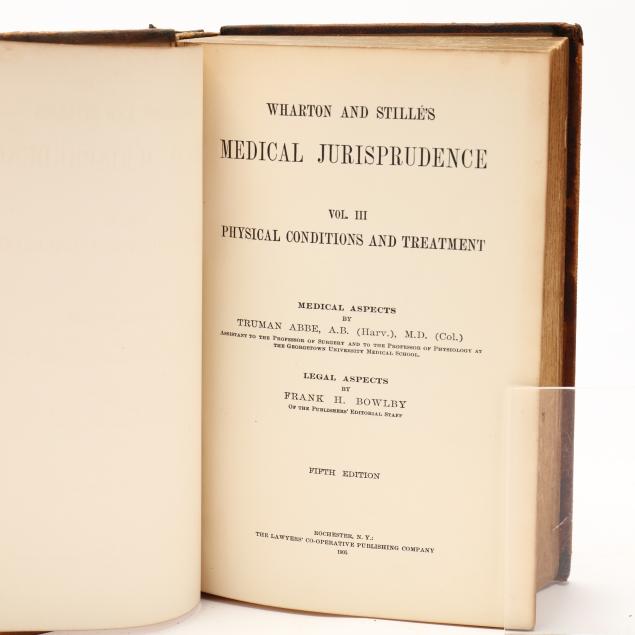 WHARTON AND STILLÉ'S
MEDICAL JURISPRUDENCE
VOL. III
PHYSICAL CONDITIONS AND TREATMENT
MEDICAL ASPECTS
BY
TRUMAN ABBE, A.B. (Harv.), M.D. (Col.)
Assistant to the Professor of Surgery and to the Professor of Physiology at
the Georgetown University Medical School.
LEGAL ASPECTS
BY
FRANK H. BOWLBY
Of the Publishers' Editorial Staff
FIFTH EDITION
ROCHESTER, N. Y.:
THE LAWYERS' CO-OPERATIVE PUBLISHING COMPANY
1905